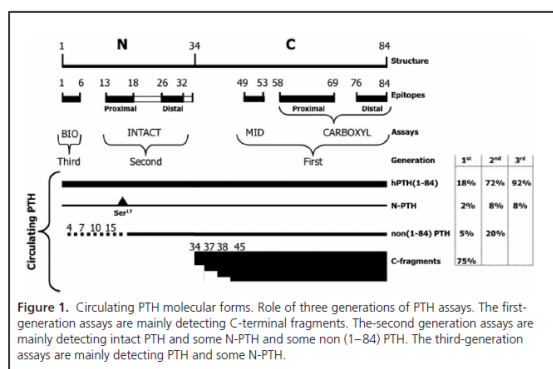 1 N 34 C 84
Structure
1 6 13 18 26 32 49 53 58 69 76 84
Epitopes
Proximal Distal Proximal Distal
BIO INTACT MID CARBOXYL Assays
Third Second First Generation 1st 2nd 3rd
hPTH(1-84) 18% 72% 92%
Ser17 N-PTH 2% 8% 8%
4 7 10 15 non(1-84) PTH 5% 20%
34 37 38 45
C-fragments 75%
Circulating PTH
Figure 1. Circulating PTH molecular forms. Role of three generations of PTH assays. The first-
generation assays are mainly detecting C-terminal fragments. The-second generation assays are
mainly detecting intact PTH and some N-PTH and some non (1–84) PTH. The third-generation
assays are mainly detecting PTH and some N-PTH.